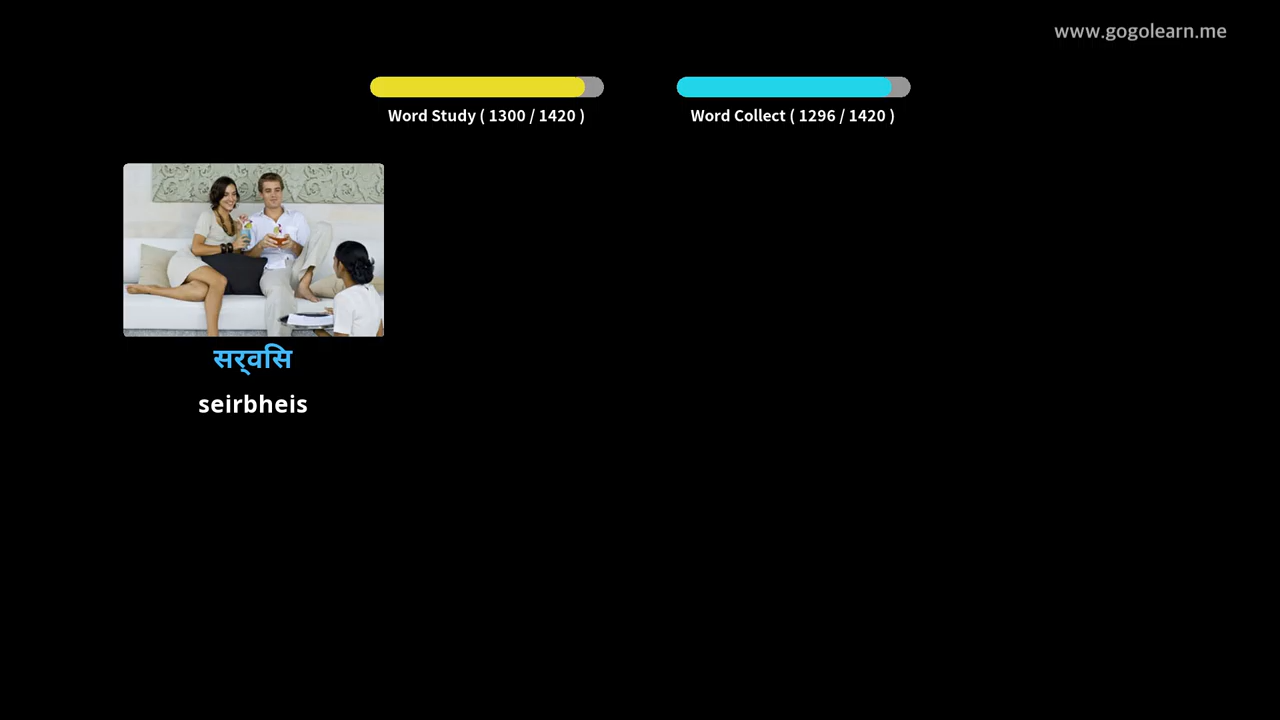 www.gogolearn.me
Word Study ( 1300 / 1420 )
Word Collect ( 1296 / 1420 )
सर्वसि
seirbheis